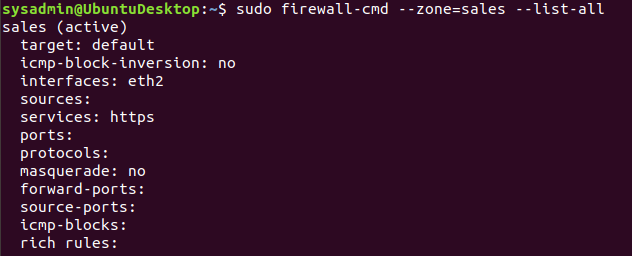 sysadmin@UbuntuDesktop:~$ sudo firewall-cmd --zone=sales --list-all
sales (active)
  target: default
  icmp-block-inversion: no
  interfaces: eth2
  sources:
  services: https
  ports:
  protocols:
  masquerade: no
  forward-ports:
  source-ports:
  icmp-blocks:
  rich rules: